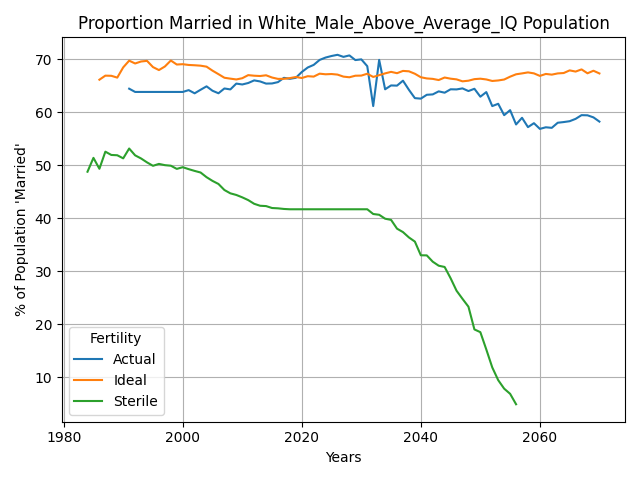 Proportion Married in White_Male_Above_Average_IQ Population
% of Population 'Married'
70
60
50
40
30
20
10
Fertility
Actual
Ideal
Sterile
1980
2000
2020
2040
2060
Years